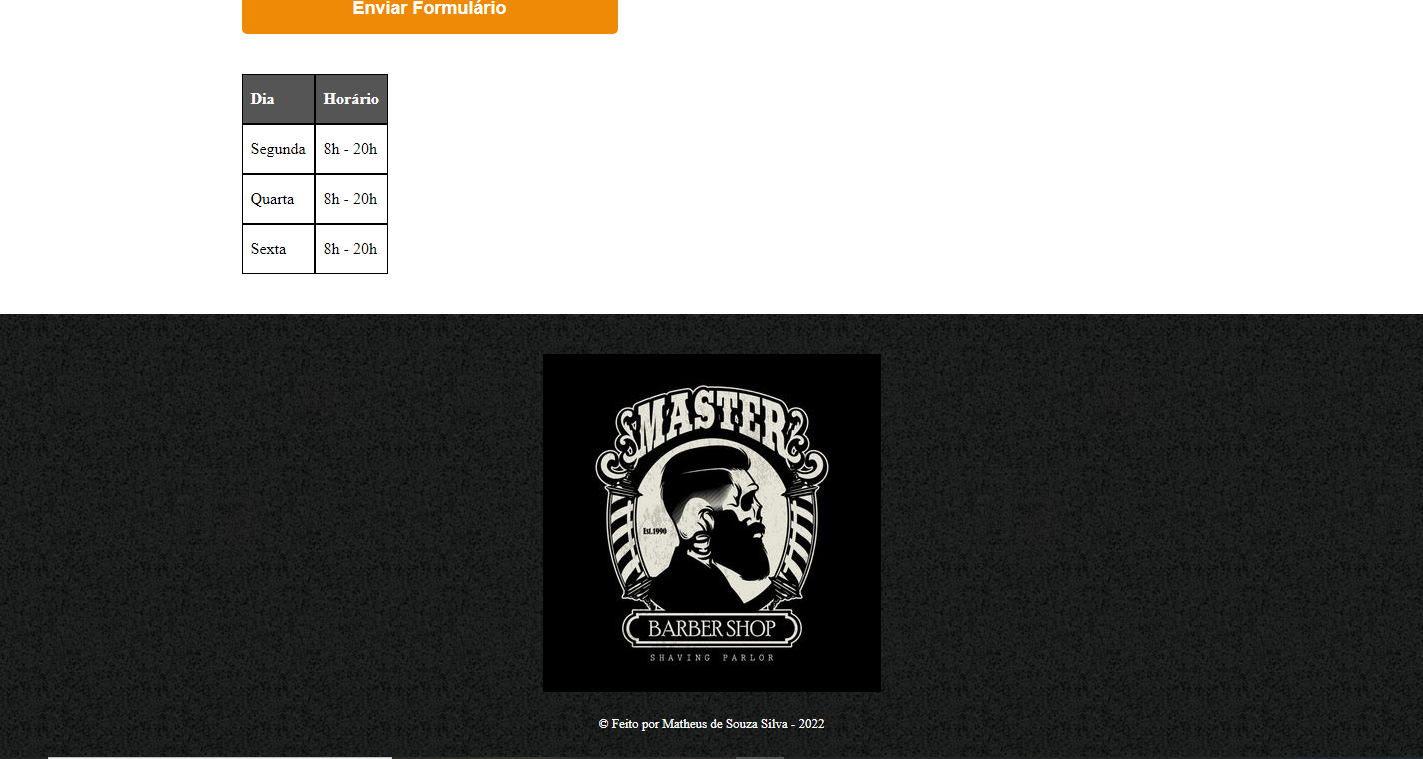 Enviar Formulário
Dia Horário
Segunda 8h - 20h
Quarta 8h - 20h
Sexta 8h - 20h
MASTER
Est.1990
BARBER SHOP
SHAVING PARLOR
© Feito por Matheus de Souza Silva - 2022